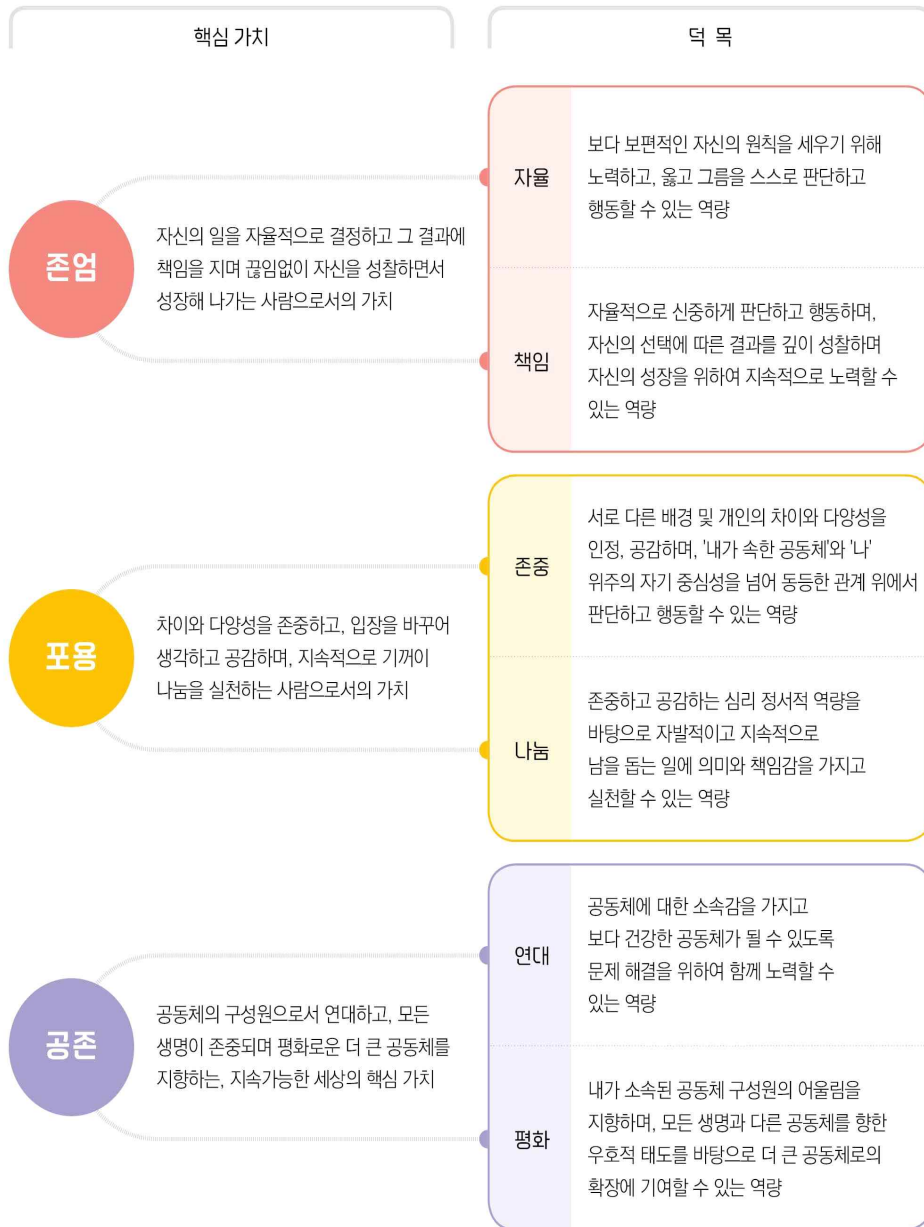 핵심 가치
덕 목
존엄
자신의 일을 자율적으로 결정하고 그 결과에
책임을 지며 끊임없이 자신을 성찰하면서
성장해 나가는 사람으로서의 가치
자율
보다 보편적인 자신의 원칙을 세우기 위해
노력하고, 옳고 그름을 스스로 판단하고
행동할 수 있는 역량
책임
자율적으로 신중하게 판단하고 행동하며,
자신의 선택에 따른 결과를 깊이 성찰하며
자신의 성장을 위하여 지속적으로 노력할 수
있는 역량
포용
차이와 다양성을 존중하고, 입장을 바꾸어
생각하고 공감하며, 지속적으로 기꺼이
나눔을 실천하는 사람으로서의 가치
존중
서로 다른 배경 및 개인의 차이와 다양성을
인정, 공감하며, '내가 속한 공동체'와 '나'
위주의 자기 중심성을 넘어 동등한 관계 위에서
판단하고 행동할 수 있는 역량
나눔
존중하고 공감하는 심리 정서적 역량을
바탕으로 자발적이고 지속적으로
남을 돕는 일에 의미와 책임감을 가지고
실천할 수 있는 역량
공존
공동체의 구성원으로서 연대하고, 모든
생명이 존중되며 평화로운 더 큰 공동체를
지향하는, 지속가능한 세상의 핵심 가치
연대
공동체에 대한 소속감을 가지고
보다 건강한 공동체가 될 수 있도록
문제 해결을 위하여 함께 노력할 수
있는 역량
평화
내가 소속된 공동체 구성원의 어울림을
지향하며, 모든 생명과 다른 공동체를 향한
우호적 태도를 바탕으로 더 큰 공동체로의
확장에 기여할 수 있는 역량